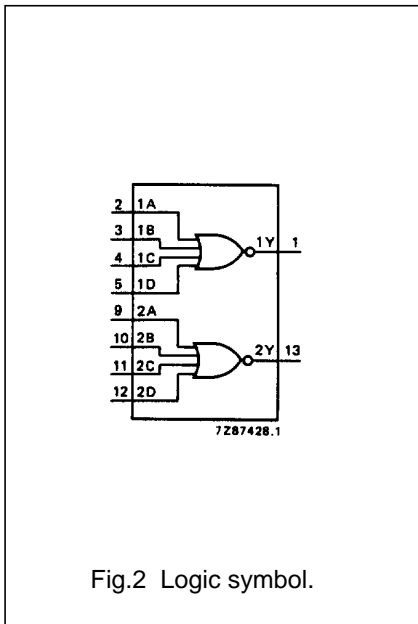 2 1A
3 1B
4 1C
5 1D
1Y 1
9 2A
10 2B
11 2C
12 2D
2Y 13
7Z87428.1
Fig.2 Logic symbol.